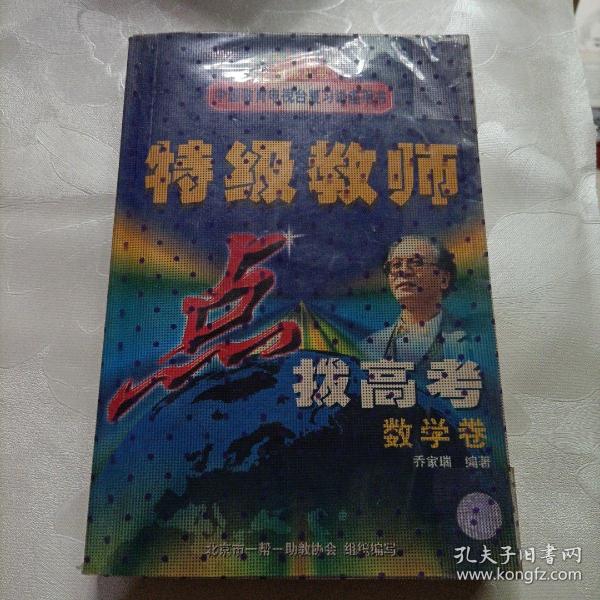 特级教师
点
拨高考
数学卷
乔家瑞 编著
北京市一帮一助教协会 组织编写
孔夫子旧书网
www.kongfz.com